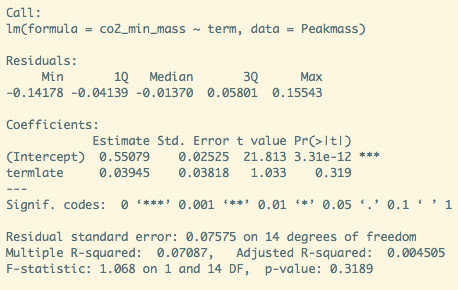 Call:
lm(formula = co2_min_mass ~ term, data = Peakmass)
Residuals:
Min 1Q Median 3Q Max
-0.14178 -0.04139 -0.01370 0.05801 0.15543
Coefficients:
Estimate Std. Error t value Pr(>|t|)
(Intercept) 0.55079 0.02525 21.813 3.31e-12 ***
termlate 0.03945 0.03818 1.033 0.319
---
Signif. codes: 0 ‘***’ 0.001 ‘**’ 0.01 ‘*’ 0.05 ‘.’ 0.1 ‘ ’ 1
Residual standard error: 0.07575 on 14 degrees of freedom
Multiple R-squared: 0.07087, Adjusted R-squared: 0.004505
F-statistic: 1.068 on 1 and 14 DF, p-value: 0.3189